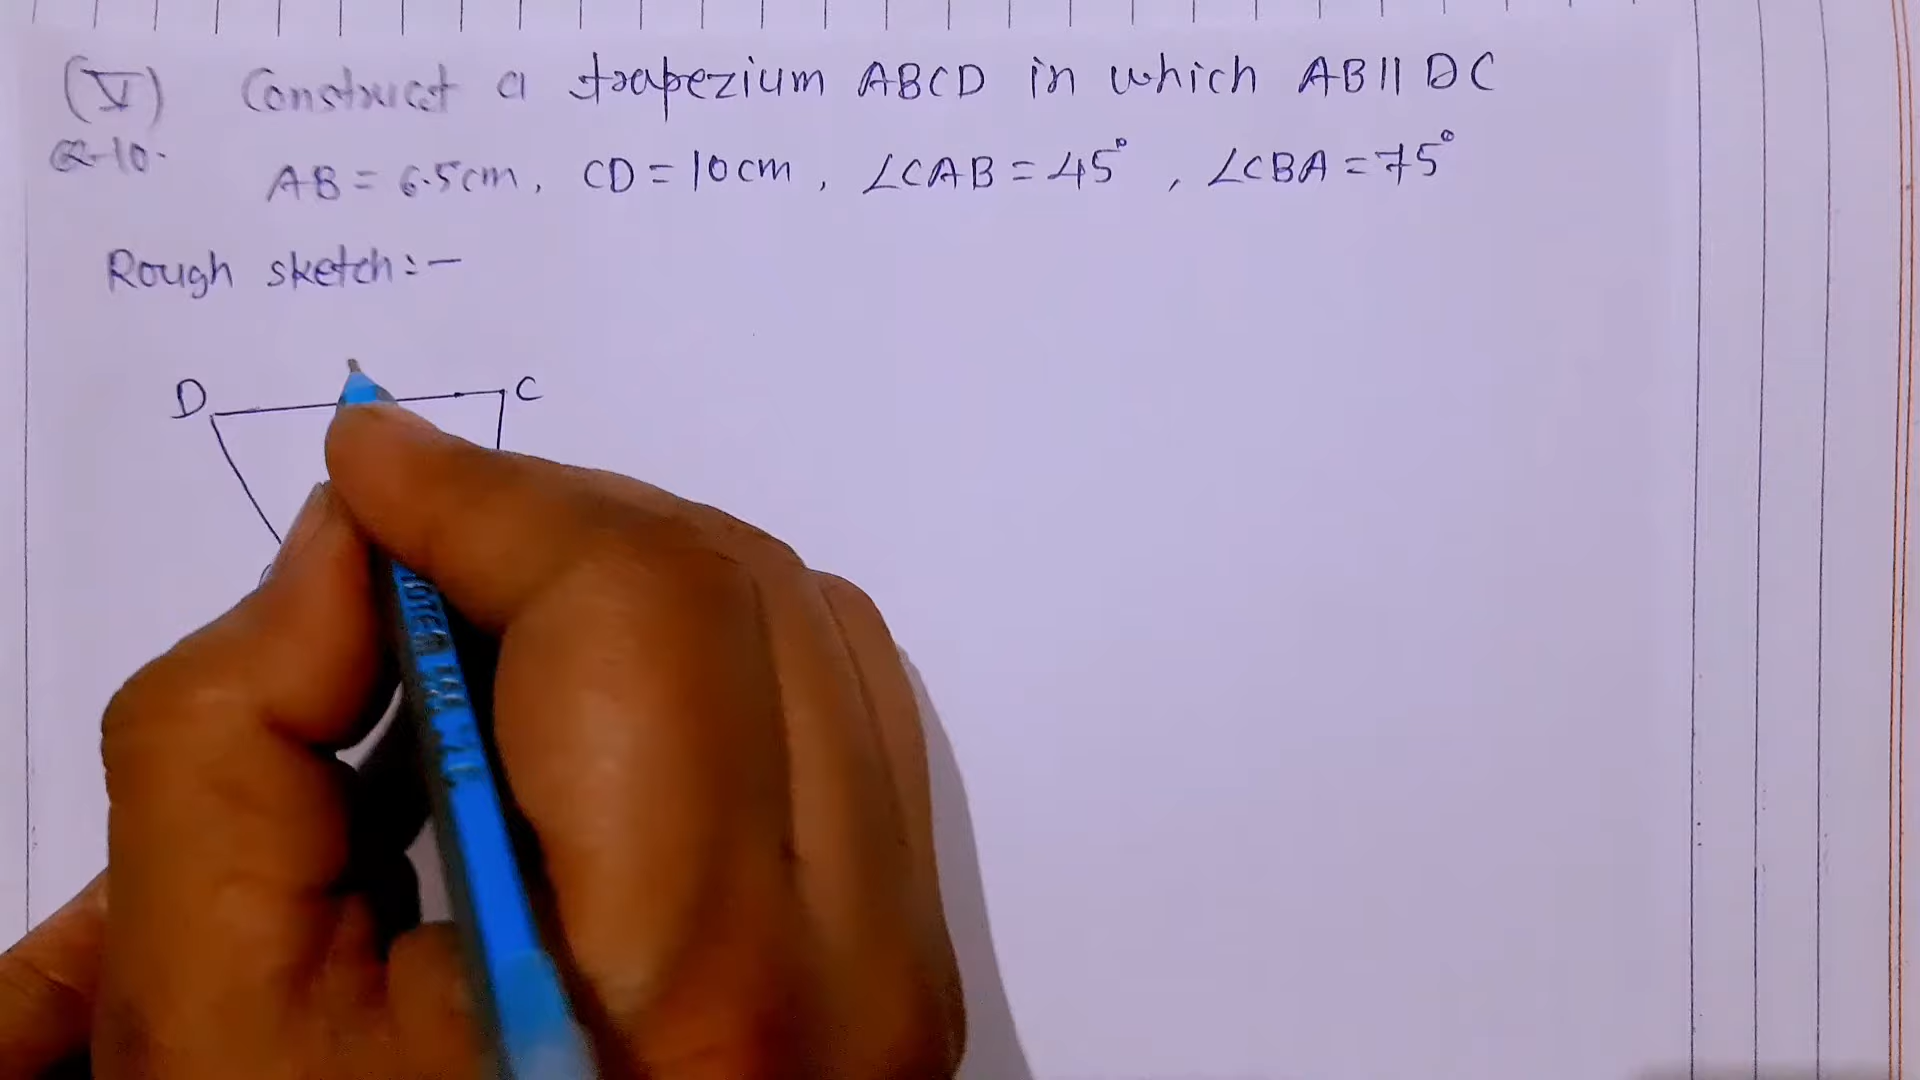 (V) Construct a trapezium ABCD in which AB || DC
Q-10.
AB = 6.5cm, CD = 10cm, ∠CAB = 45°, ∠CBA = 75°
Rough sketch:-
D C